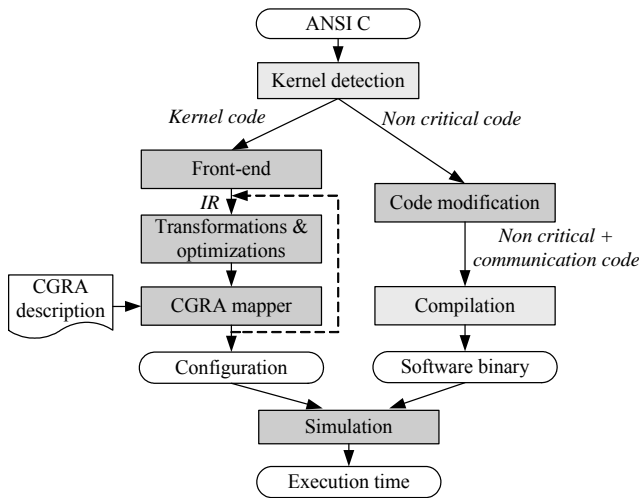 ANSI C
Kernel detection
Kernel code
Non critical code
Front-end
IR
Transformations &
optimizations
Code modification
Non critical +
communication code
CGRA
description
CGRA mapper
Compilation
Configuration
Software binary
Simulation
Execution time